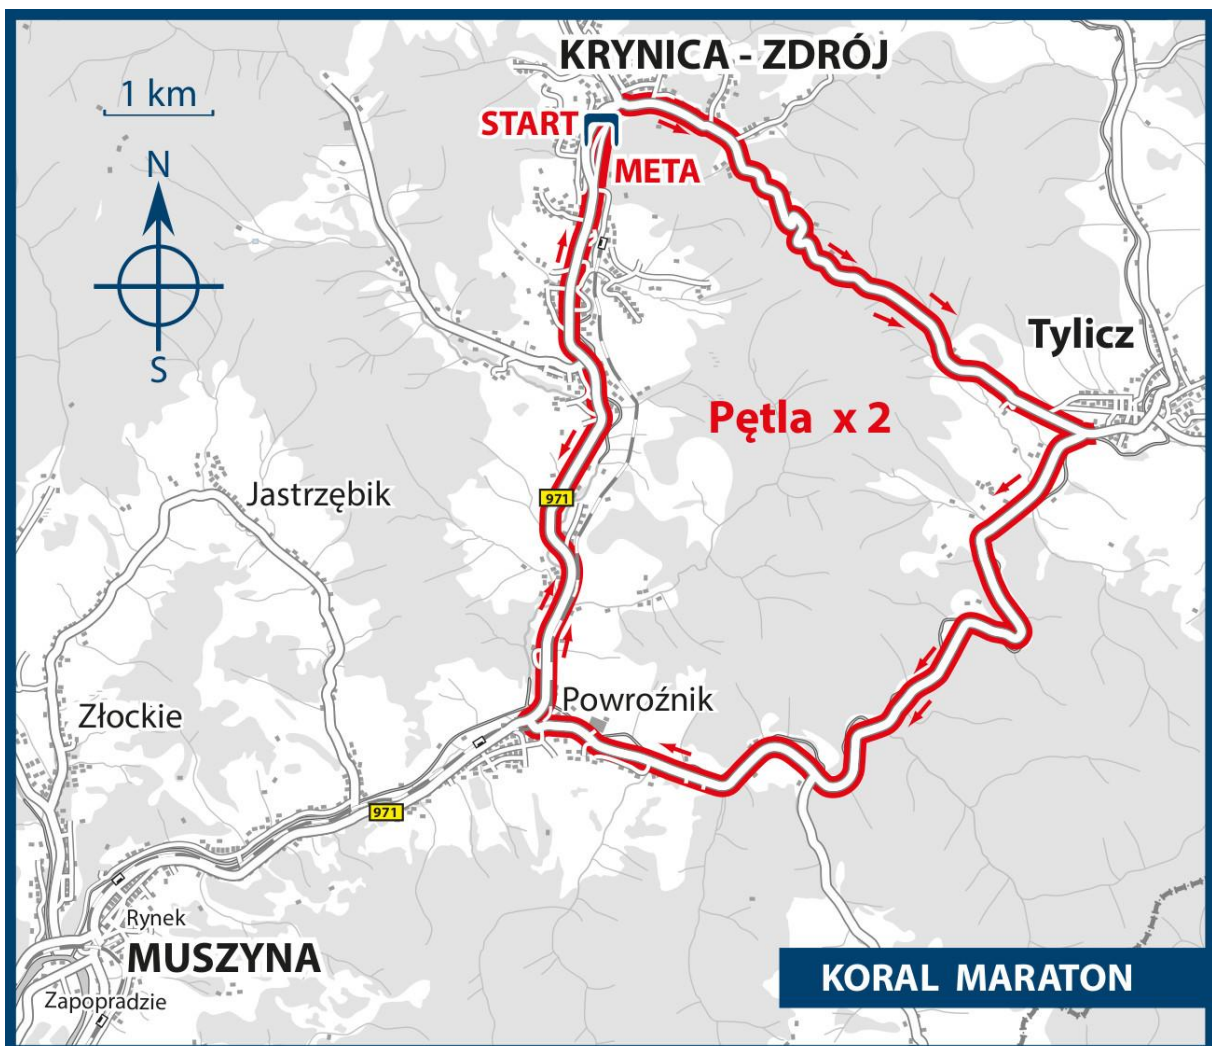 KRYNICA - ZDRÓJ
1 km
START
META
N
S
Tylicz
Pętla x 2
Jastrzębik
971
Powroźnik
Złockie
971
Rynek
MUSZYNA
KORAL MARATON
Zapopradzie